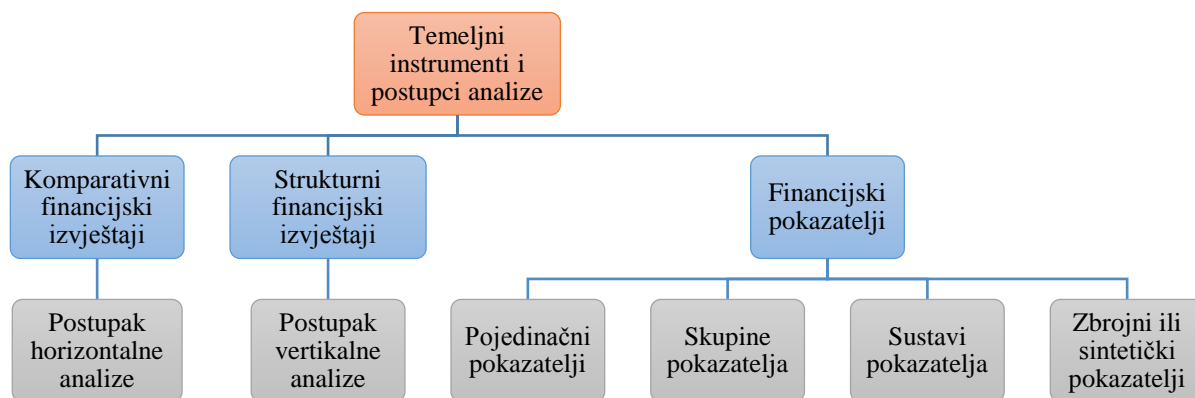 Temeljni
instrumenti i
postupci analize
Komparativni
financijski
izvještaji
Strukturni
financijski
izvještaji
Financijski
pokazatelji
Postupak
horizontalne
analize
Postupak
vertikalne
analize
Pojedinačni
pokazatelji
Skupine
pokazatelja
Sustavi
pokazatelja
Zbrojni ili
sintetički
pokazatelji